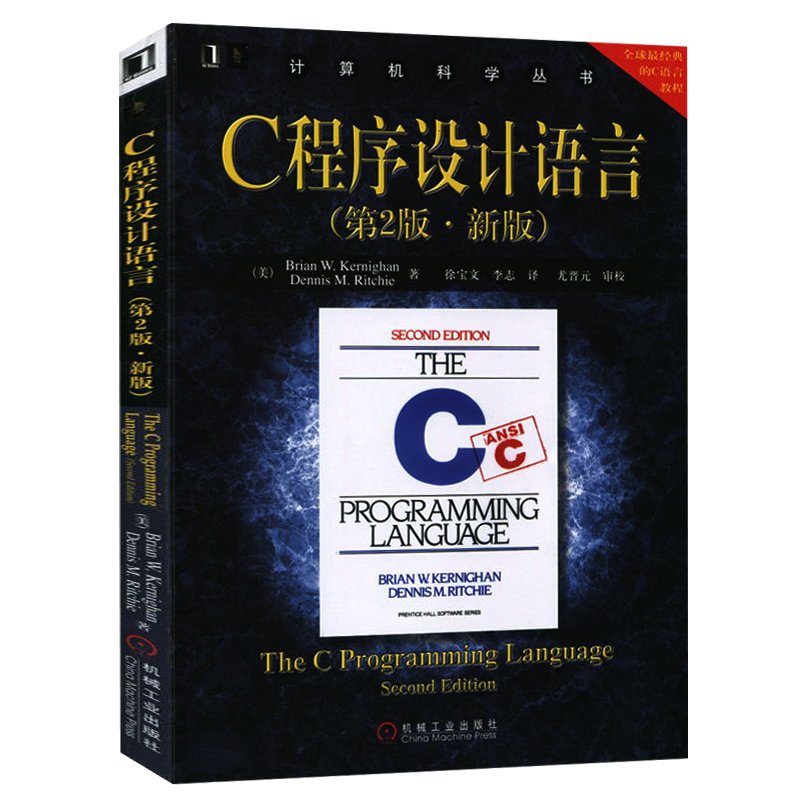 计算机科学丛书
全球最经典
的C语言
教程
C程序设计语言
(第2版·新版)
(美) Brian W. Kernighan
Dennis M. Ritchie 著 徐宝文 李志 译 尤晋元 审校
SECOND EDITION
THE
C
ANSI
C
PROGRAMMING
LANGUAGE
BRIAN W. KERNIGHAN
DENNIS M. RITCHIE
PRENTICE HALL SOFTWARE SERIES
The C Programming Language
Second Edition
机械工业出版社
China Machine Press
C程序设计语言
(第2版·新版)
The C Programming
Language (Second Edition)
(美) Brian W. Kernighan
Dennis M. Ritchie 著
机械工业出版社
China Machine Press